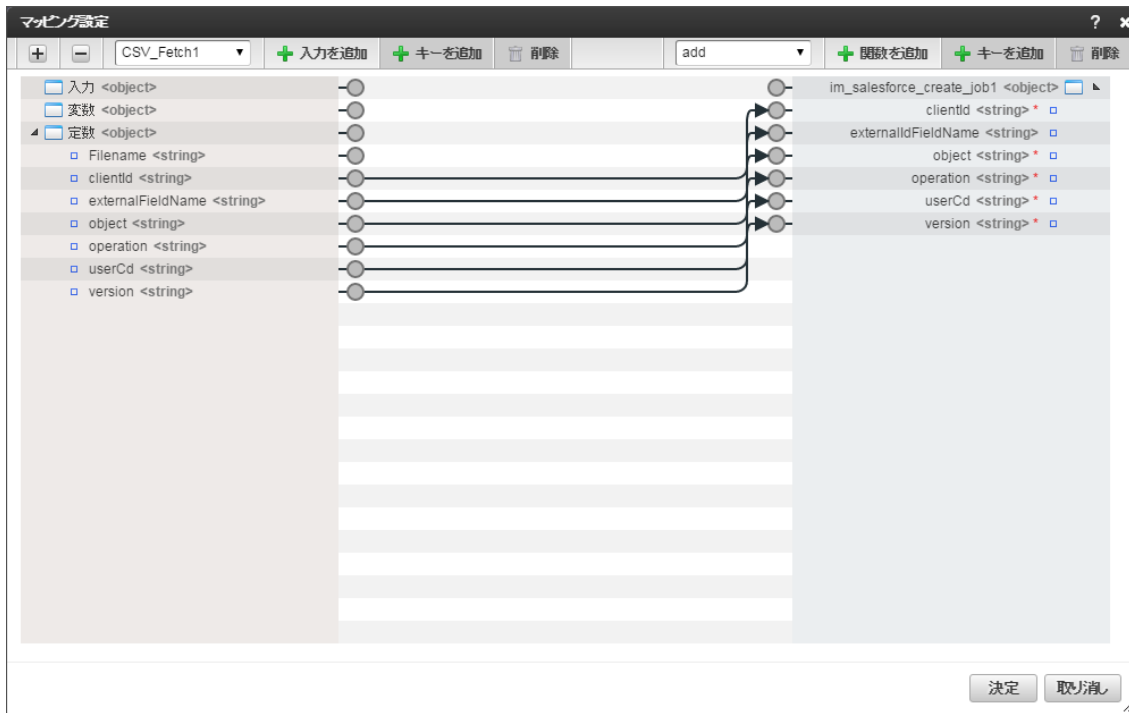 マッピング設定
? ×
CSV_Fetch1 ▼ 入力を追加 キーを追加 削除 add ▼ 関数を追加 キーを追加 削除
入力 <object>
変数 <object>
定数 <object>
Filename <string>
clientId <string>
externalFieldName <string>
object <string>
operation <string>
userCd <string>
version <string>
im_salesforce_create_job1 <object>
clientId <string> *
externalIdFieldName <string>
object <string> *
operation <string> *
userCd <string> *
version <string> *
決定 取り消し